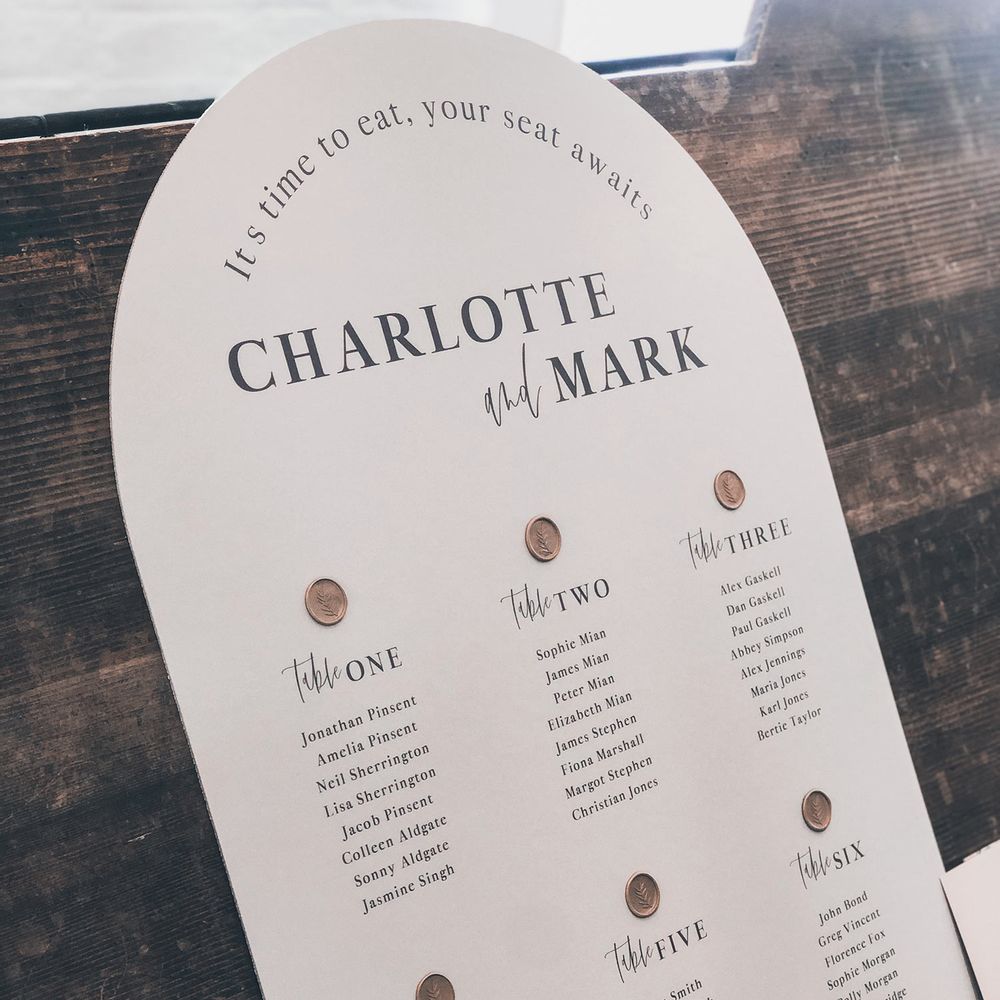 Its time to eat, your seat awaits
CHARLOTTE
and MARK
table ONE
Jonathan Pinsent
Amelia Pinsent
Neil Sherrington
Lisa Sherrington
Jacob Pinsent
Colleen Aldgate
Sonny Aldgate
Jasmine Singh
table TWO
Sophie Mian
James Mian
Peter Mian
Elizabeth Mian
James Stephen
Fiona Marshall
Margot Stephen
Christian Jones
table THREE
Alex Gaskell
Dan Gaskell
Paul Gaskell
Abbey Simpson
Alex Jennings
Maria Jones
Karl Jones
Bertie Taylor
table FIVE
Smith
table SIX
John Bond
Greg Vincent
Florence Fox
Sophie Morgan
Morgan